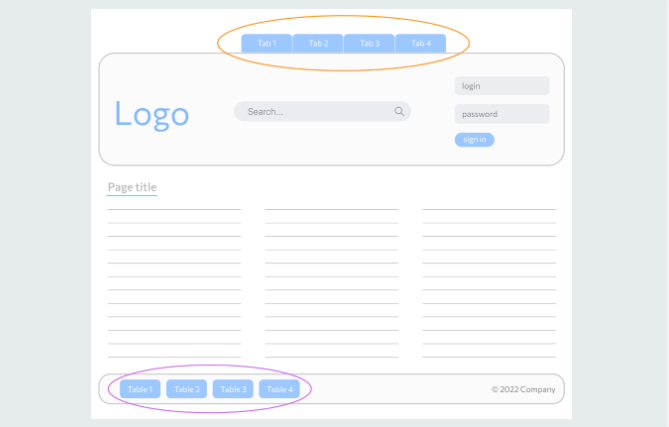 Tab 1 Tab 2 Tab 3 Tab 4
login
Logo
Search...
password
sign in
Page title
Table 1 Table 2 Table 3 Table 4
© 2022 Company